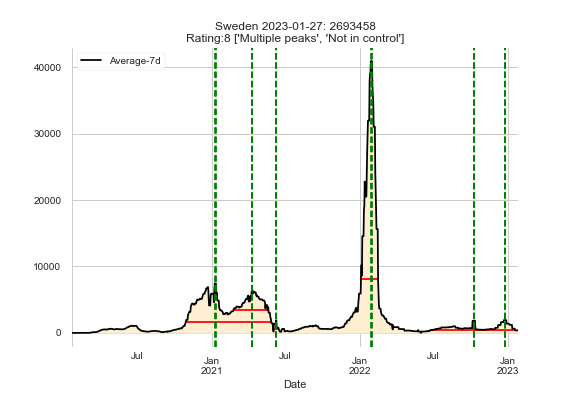 Sweden 2023-01-27: 2693458
Rating:8 ['Multiple peaks', 'Not in control']
Average-7d
40000
30000
20000
10000
0
Jul
Jan
2021
Jul
Jan
2022
Jul
Jan
2023
Date